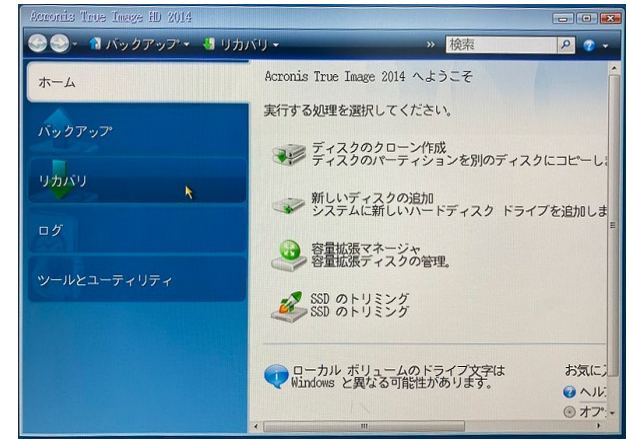 Acronis True Image HD 2014
バックアップ リカバリ » 検索
ホーム
バックアップ
リカバリ
ログ
ツールとユーティリティ
Acronis True Image 2014 へようこそ
実行する処理を選択してください。
ディスクのクローン作成
ディスクのパーティションを別のディスクにコピーし
新しいディスクの追加
システムに新しいハードディスク ドライブを追加しま
容量拡張マネージャ
容量拡張ディスクの管理。
SSD のトリミング
SSD のトリミング
ローカル ボリュームのドライブ文字は
Windows と異なる可能性があります。
お気に
ヘル
オプ